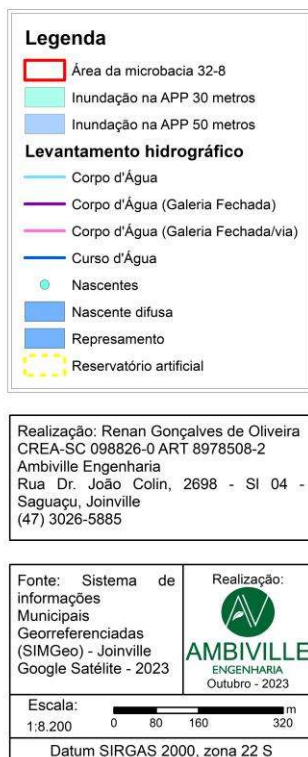 Legenda
Área da microbacia 32-8
Inundação na APP 30 metros
Inundação na APP 50 metros
Levantamento hidrográfico
Corpo d'Água
Corpo d'Água (Galeria Fechada)
Corpo d'Água (Galeria Fechada/via)
Curso d'Água
Nascentes
Nascente difusa
Represamento
Reservatório artificial
Realização: Renan Gonçalves de Oliveira
CREA-SC 098826-0 ART 8978508-2
Ambiville Engenharia
Rua Dr. João Colin, 2698 - Sl 04 -
Saguaçu, Joinville
(47) 3026-5885
Fonte: Sistema de
informações
Municipais
Georreferenciadas
(SIMGeo) - Joinville
Google Satélite - 2023
Realização:
AMBIVILLE
ENGENHARIA
Outubro - 2023
Escala:
1:8.200
m
0 80 160 320
Datum SIRGAS 2000, zona 22 S